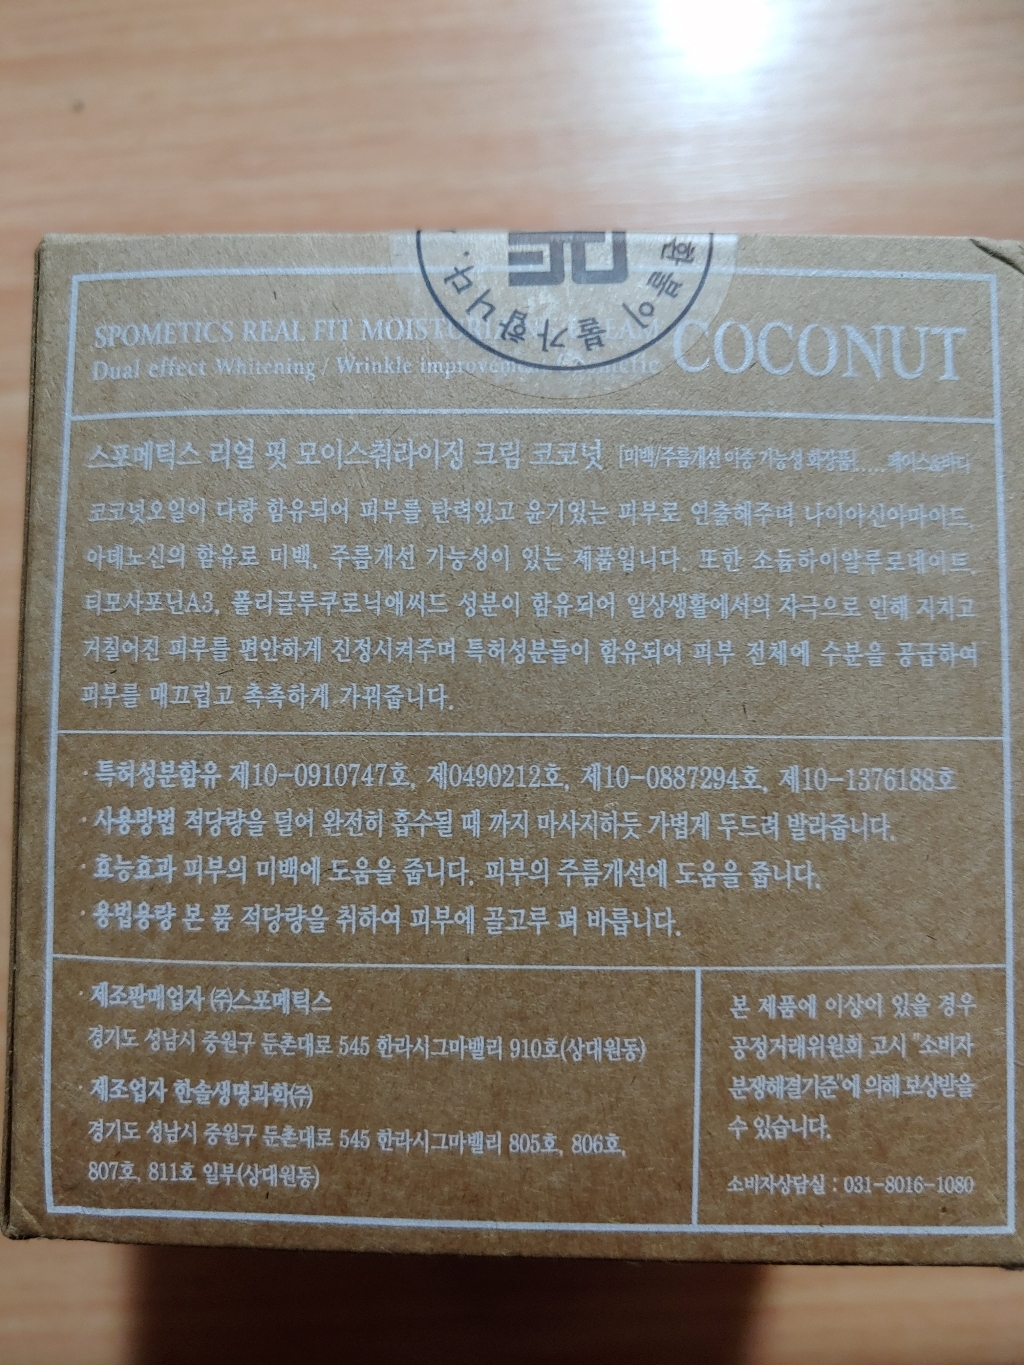 환불이 불가합니다.
SPOMETICS REAL FIT MOISTURI CREAM COCONUT
Dual effect Whitening / Wrinkle improvement
스포메틱스 리얼 핏 모이스춰라이징 크림 코코넛 [미백/주름개선 이중 기능성 화장품]..... 페이스&바디
코코넛오일이 다량 함유되어 피부를 탄력있고 윤기있는 피부로 연출해주며 나이아신아마이드,
아데노신의 함유로 미백, 주름개선 기능성이 있는 제품입니다. 또한 소듐하이알루로네이트,
티모사포닌A3, 폴리글루쿠로닉애씨드 성분이 함유되어 일상생활에서의 자극으로 인해 지치고
거칠어진 피부를 편안하게 진정시켜주며 특허성분들이 함유되어 피부 전체에 수분을 공급하여
피부를 매끄럽고 촉촉하게 가꿔줍니다.
· 특허성분함유 제10-0910747호, 제0490212호, 제10-0887294호, 제10-1376188호
· 사용방법 적당량을 덜어 완전히 흡수될 때 까지 마사지하듯 가볍게 두드려 발라줍니다.
· 효능효과 피부의 미백에 도움을 줍니다. 피부의 주름개선에 도움을 줍니다.
· 용법용량 본 품 적당량을 취하여 피부에 골고루 펴 바릅니다.
· 제조판매업자 ㈜스포메틱스
경기도 성남시 중원구 둔촌대로 545 한라시그마밸리 910호(상대원동)
· 제조업자 한솔생명과학㈜
경기도 성남시 중원구 둔촌대로 545 한라시그마밸리 805호, 806호,
807호, 811호 일부(상대원동)
본 제품에 이상이 있을 경우
공정거래위원회 고시 "소비자
분쟁해결기준"에 의해 보상받을
수 있습니다.
소비자상담실 : 031-8016-1080